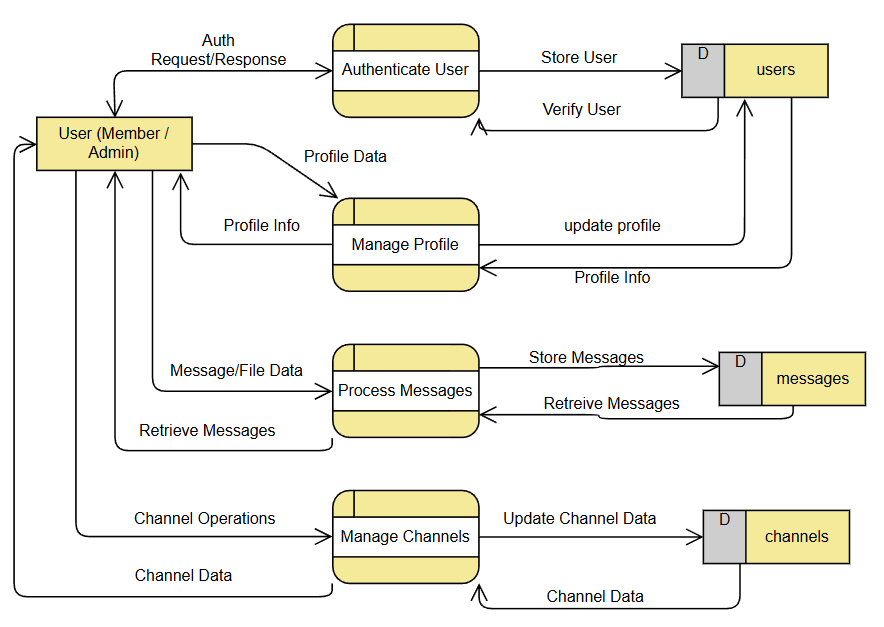 Auth
Request/Response
Authenticate User
Store User
D
users
Verify User
User (Member /
Admin)
Profile Data
Profile Info
Manage Profile
update profile
Profile Info
Message/File Data
Process Messages
Store Messages
D
messages
Retreive Messages
Retrieve Messages
Channel Operations
Manage Channels
Update Channel Data
D
channels
Channel Data
Channel Data